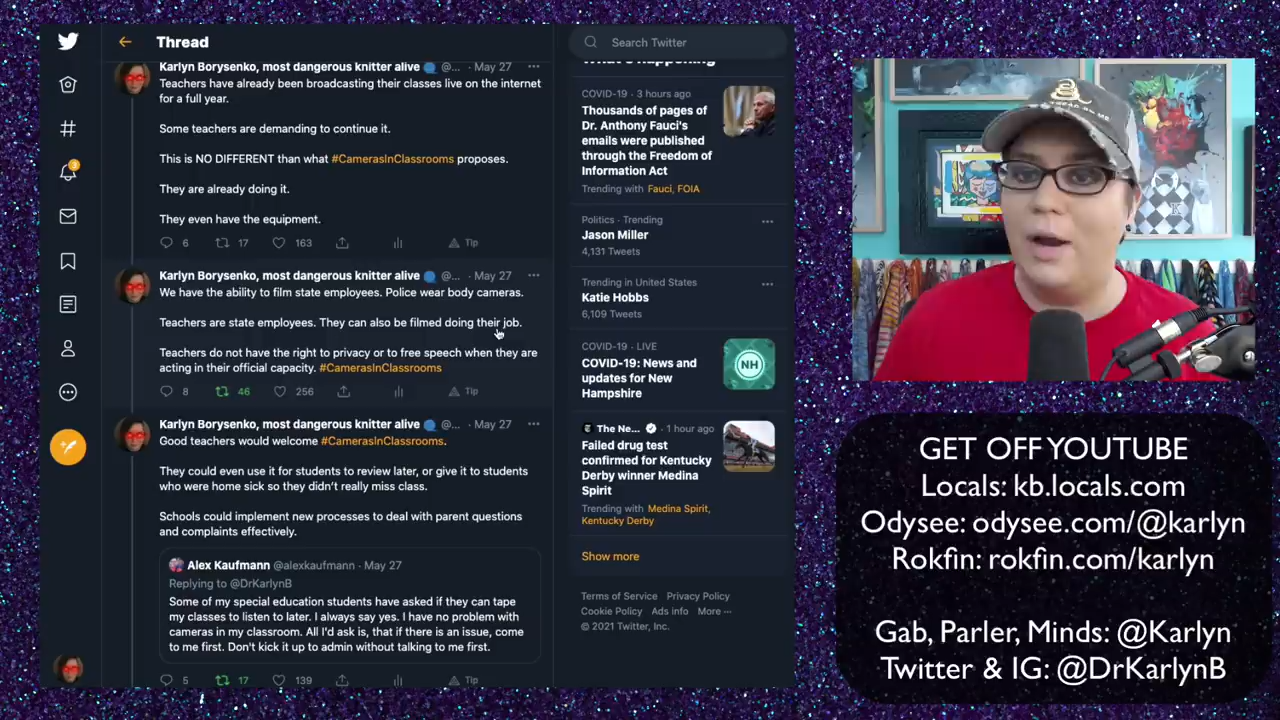 Thread
Karlyn Borysenko, most dangerous knitter alive @... · May 27
Teachers have already been broadcasting their classes live on the internet
for a full year.
Some teachers are demanding to continue it.
This is NO DIFFERENT than what #CamerasInClassrooms proposes.
They are already doing it.
They even have the equipment.
6 17 163 Tip
Karlyn Borysenko, most dangerous knitter alive @... · May 27
We have the ability to film state employees. Police wear body cameras.
Teachers are state employees. They can also be filmed doing their job.
Teachers do not have the right to privacy or to free speech when they are
acting in their official capacity. #CamerasInClassrooms
8 46 256 Tip
Karlyn Borysenko, most dangerous knitter alive @... · May 27
Good teachers would welcome #CamerasInClassrooms.
They could even use it for students to review later, or give it to students
who were home sick so they didn't really miss class.
Schools could implement new processes to deal with parent questions
and complaints effectively.
Alex Kaufmann @alexkaufmann · May 27
Replying to @DrKarlynB
Some of my special education students have asked if they can tape
my classes to listen to later. I always say yes. I have no problem with
cameras in my classroom. All I'd ask is, that if there is an issue, come
to me first. Don't kick it up to admin without talking to me first.
5 17 139 Tip
3
Search Twitter
What's happening
COVID-19 · 3 hours ago
Thousands of pages of
Dr. Anthony Fauci's
emails were published
through the Freedom of
Information Act
Trending with Fauci, FOIA
Politics · Trending
Jason Miller
4,131 Tweets
Trending in United States
Katie Hobbs
6,109 Tweets
COVID-19 · LIVE
COVID-19: News and
updates for New
Hampshire
NH
The Ne... · 1 hour ago
Failed drug test
confirmed for Kentucky
Derby winner Medina
Spirit
Trending with Medina Spirit,
Kentucky Derby
Show more
Terms of Service Privacy Policy
Cookie Policy Ads info More ···
© 2021 Twitter, Inc.
GET OFF YOUTUBE
Locals: kb.locals.com
Odysee: odysee.com/@karlyn
Rokfin: rokfin.com/karlyn
Gab, Parler, Minds: @Karlyn
Twitter & IG: @DrKarlynB